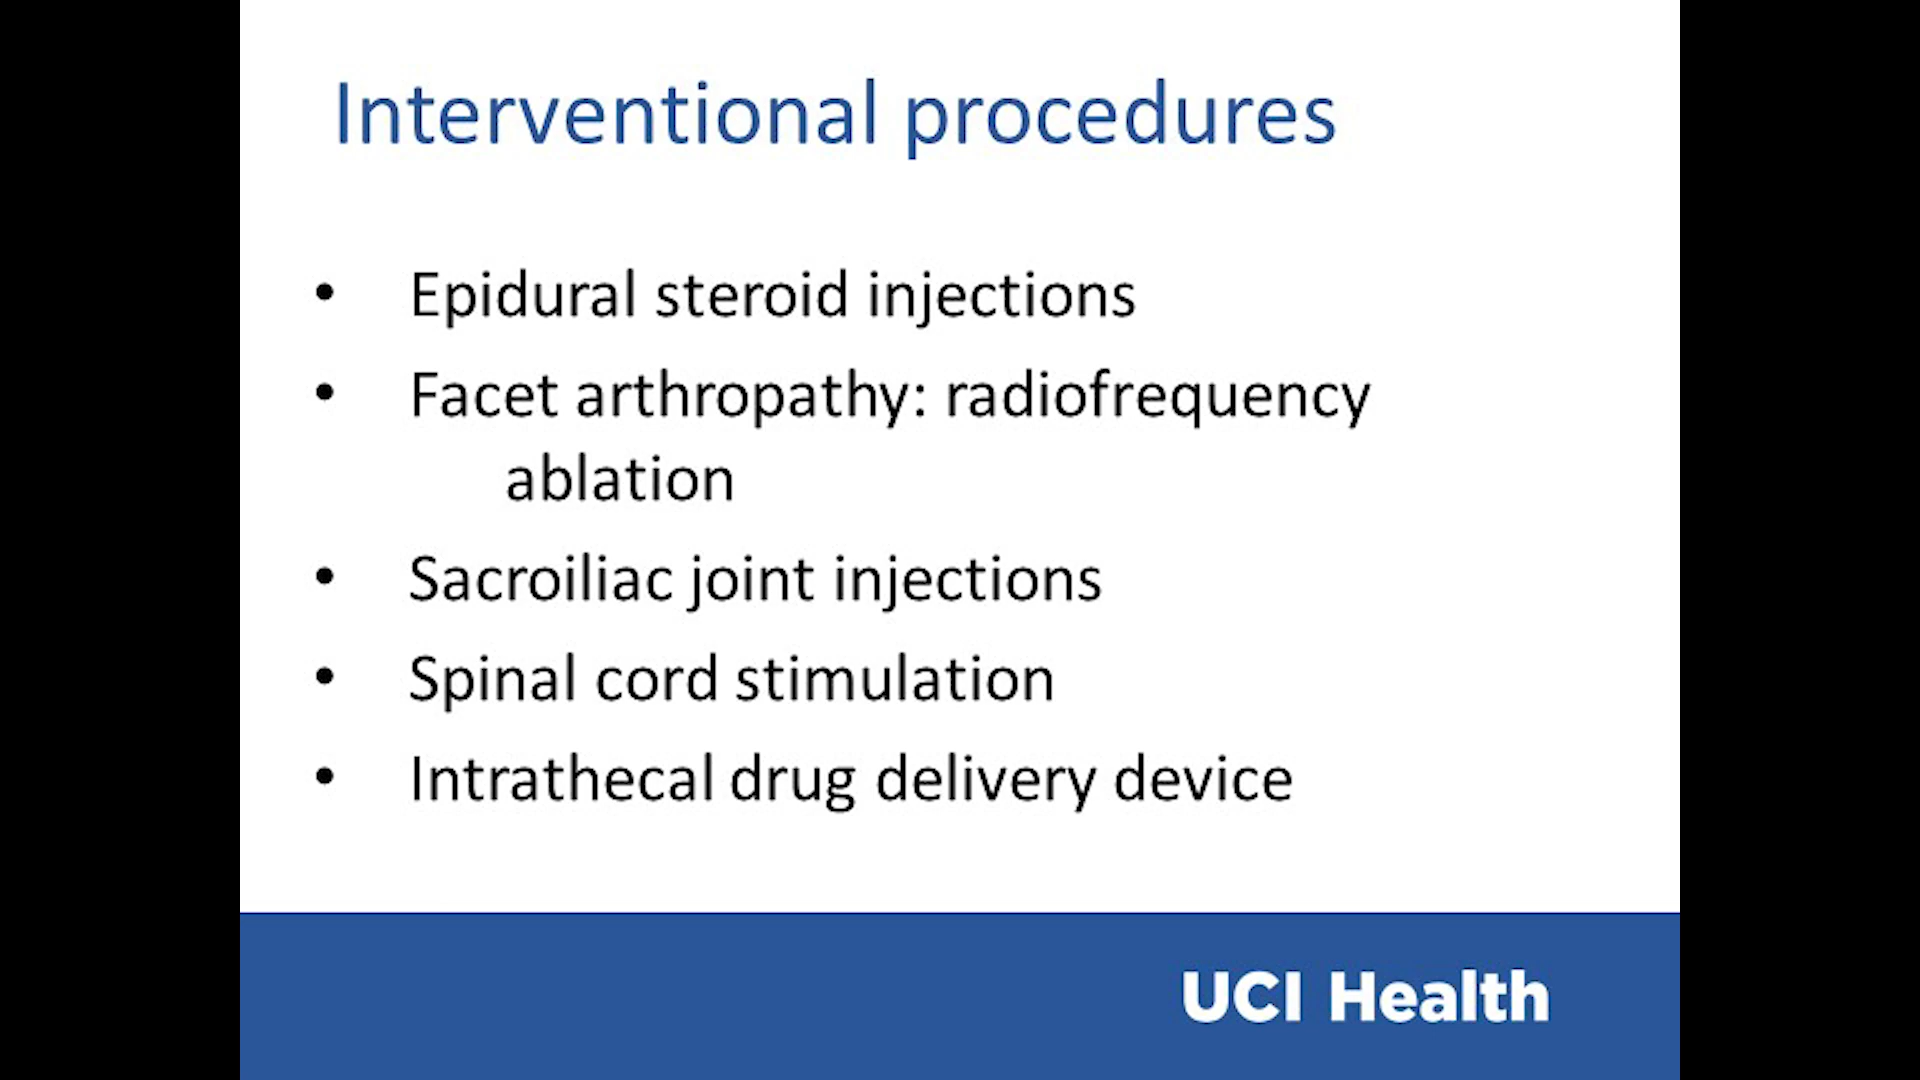 Interventional procedures
• Epidural steroid injections
• Facet arthropathy: radiofrequency
ablation
• Sacroiliac joint injections
• Spinal cord stimulation
• Intrathecal drug delivery device
UCI Health